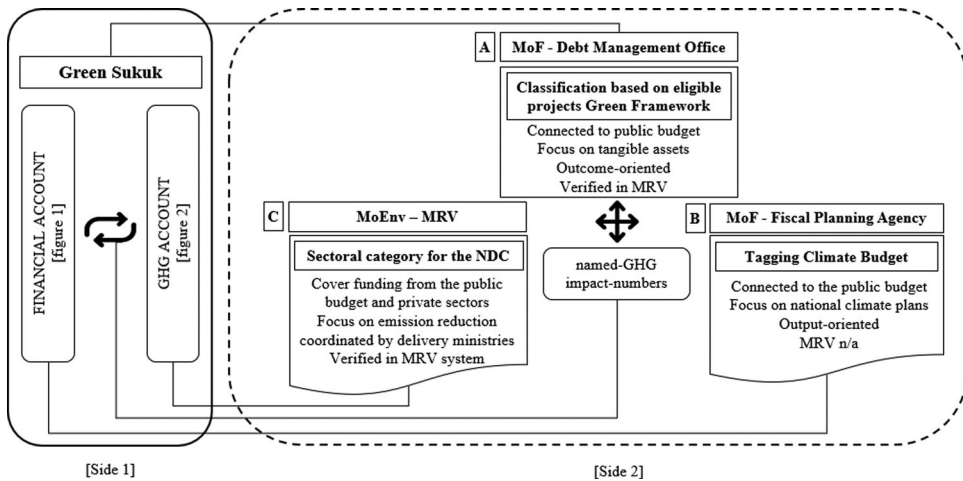 Green Sukuk
FINANCIAL ACCOUNT
[figure 1]
GHG ACCOUNT
[figure 2]
A
MoF - Debt Management Office
Classification based on eligible
projects Green Framework
Connected to public budget
Focus on tangible assets
Outcome-oriented
Verified in MRV
C
MoEnv – MRV
Sectoral category for the NDC
Cover funding from the public
budget and private sectors
Focus on emission reduction
coordinated by delivery ministries
Verified in MRV system
named-GHG
impact-numbers
B
MoF - Fiscal Planning Agency
Tagging Climate Budget
Connected to the public budget
Focus on national climate plans
Output-oriented
MRV n/a
[Side 1]
[Side 2]